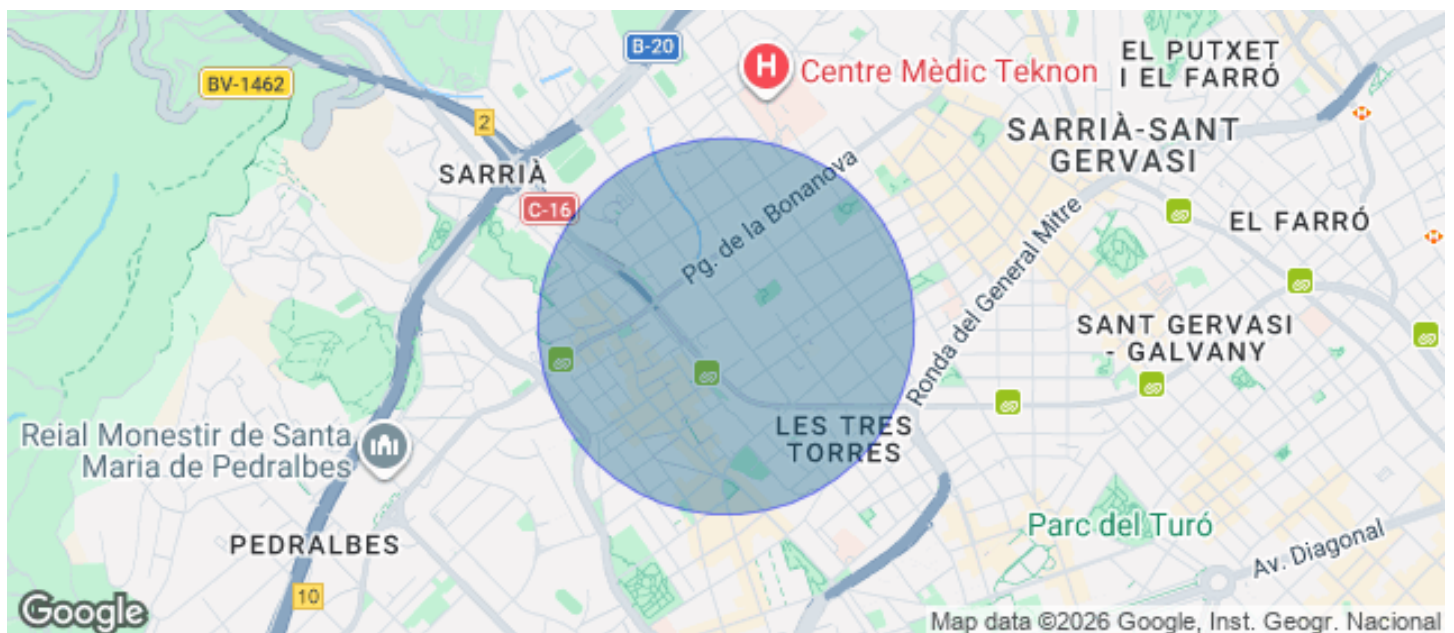 B-20
BV-1462
Centre Mèdic Teknon
EL PUTXET
I EL FARRÓ
2
SARRIÀ-SANT
GERVASI
SARRIÀ
C-16
Pg. de la Bonanova
EL FARRÓ
Ronda del General Mitre
SANT GERVASI
- GALVANY
LES TRES
TORRES
Reial Monestir de Santa
Maria de Pedralbes
Parc del Turó
PEDRALBES
Av. Diagonal
10
Google
Map data ©2026 Google, Inst. Geogr. Nacional
H